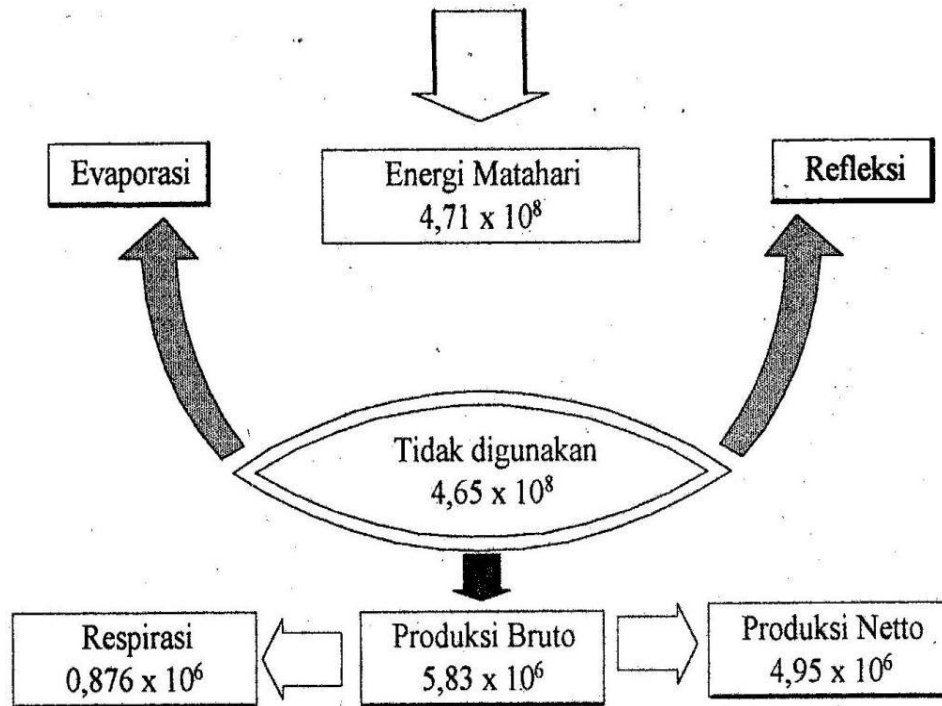 Evaporasi
Energi Matahari
4,71 x 10⁸
Refleksi
Tidak digunakan
4,65 x 10⁸
Respirasi
0,876 x 10⁶
Produksi Bruto
5,83 x 10⁶
Produksi Netto
4,95 x 10⁶